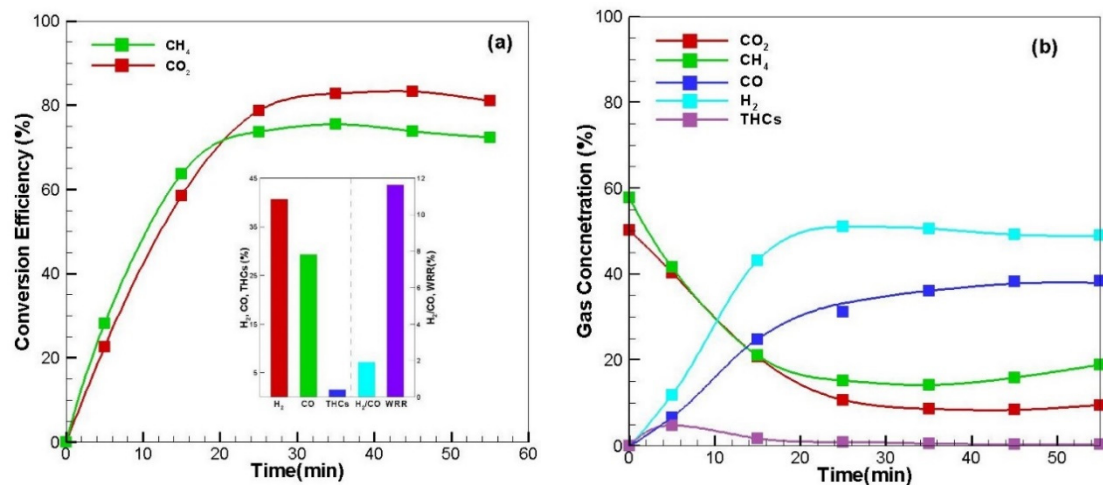 (a)
CH4
CO2
Conversion Efficiency (%)
100
80
60
40
20
0
0 10 20 30 40 50 60
Time(min)
H2, CO, THCs (%)
45
35
25
15
5
H2 CO THCs H2/CO WRR
H2/CO, WRR(%)
12
10
8
6
4
2
0
(b)
CO2
CH4
CO
H2
THCs
Gas Concnetration (%)
100
80
60
40
20
0
0 10 20 30 40 50
Time(min)